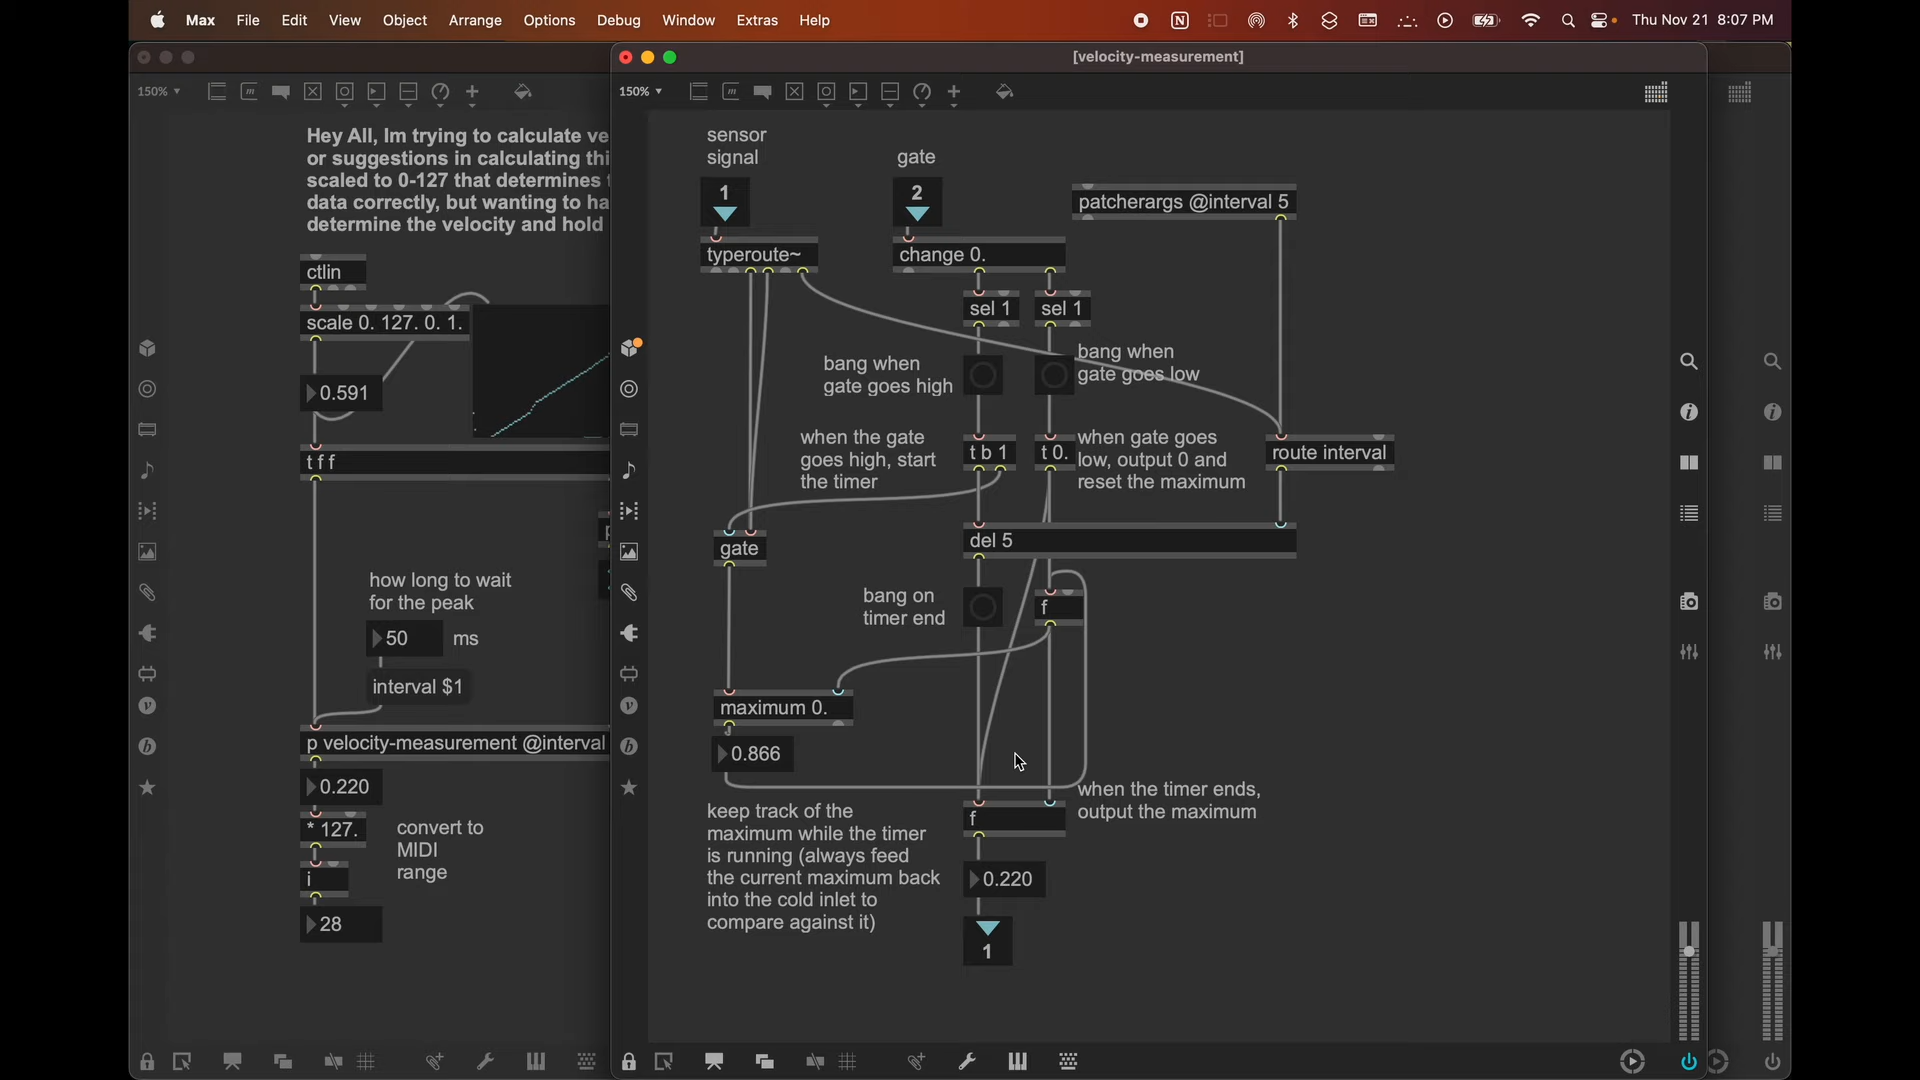 Max File Edit View Object Arrange Options Debug Window Extras Help
Thu Nov 21 8:07 PM
[velocity-measurement]
150%
150%
Hey All, Im trying to calculate ve
or suggestions in calculating thi
scaled to 0-127 that determines
data correctly, but wanting to ha
determine the velocity and hold
ctlin
scale 0. 127. 0. 1.
0.591
t f f
how long to wait
for the peak
50
ms
interval $1
p velocity-measurement @interval
0.220
* 127.
convert to
MIDI
range
i
28
sensor
signal
gate
1
2
patcherargs @interval 5
typeroute~
change 0.
sel 1
sel 1
bang when
gate goes high
bang when
gate goes low
when the gate
goes high, start
the timer
t b 1
t 0.
when gate goes
low, output 0 and
reset the maximum
route interval
gate
del 5
bang on
timer end
f
maximum 0.
0.866
when the timer ends,
output the maximum
keep track of the
maximum while the timer
is running (always feed
the current maximum back
into the cold inlet to
compare against it)
f
0.220
1